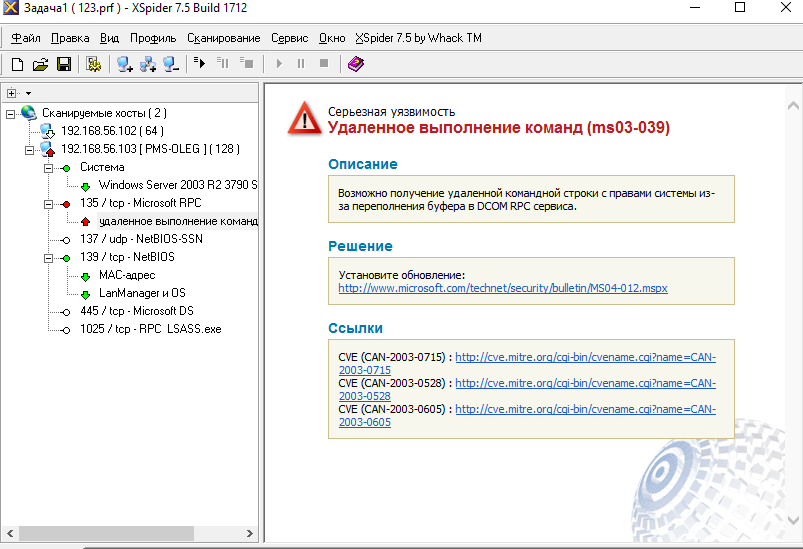 Задача1 ( 123.prf ) - XSpider 7.5 Build 1712
Файл Правка Вид Профиль Сканирование Сервис Окно XSpider 7.5 by Whack TM
Сканируемые хосты ( 2 )
192.168.56.102 ( 64 )
192.168.56.103 [ PMS-OLEG ] ( 128 )
Система
Windows Server 2003 R2 3790 S
135 / tcp - Microsoft RPC
удаленное выполнение команд
137 / udp - NetBIOS-SSN
139 / tcp - NetBIOS
MAC-адрес
LanManager и OS
445 / tcp - Microsoft DS
1025 / tcp - RPC LSASS.exe
Серьезная уязвимость
Удаленное выполнение команд (ms03-039)
Описание
Возможно получение удаленной командной строки с правами системы из-
за переполнения буфера в DCOM RPC сервиса.
Решение
Установите обновление:
http://www.microsoft.com/technet/security/bulletin/MS04-012.mspx
Ссылки
CVE (CAN-2003-0715) : http://cve.mitre.org/cgi-bin/cvename.cgi?name=CAN-
2003-0715
CVE (CAN-2003-0528) : http://cve.mitre.org/cgi-bin/cvename.cgi?name=CAN-
2003-0528
CVE (CAN-2003-0605) : http://cve.mitre.org/cgi-bin/cvename.cgi?name=CAN-
2003-0605